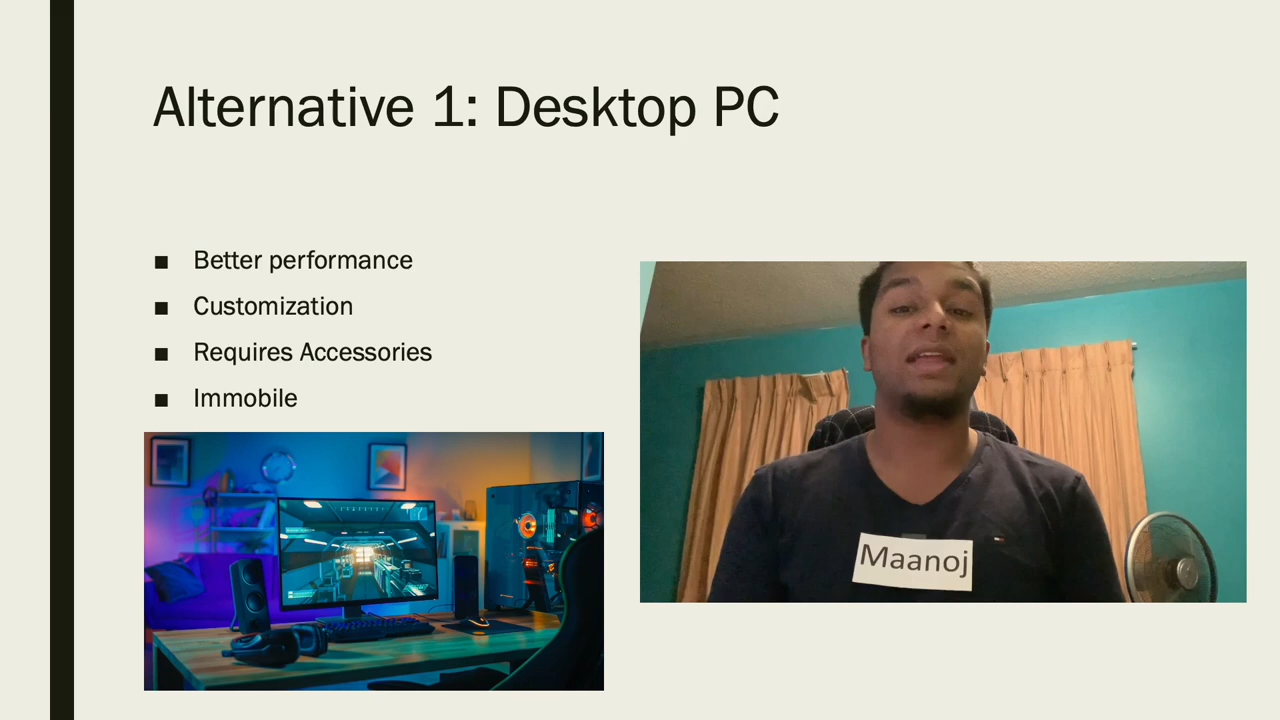 Alternative 1: Desktop PC
Better performance
Customization
Requires Accessories
Immobile
Maanoj